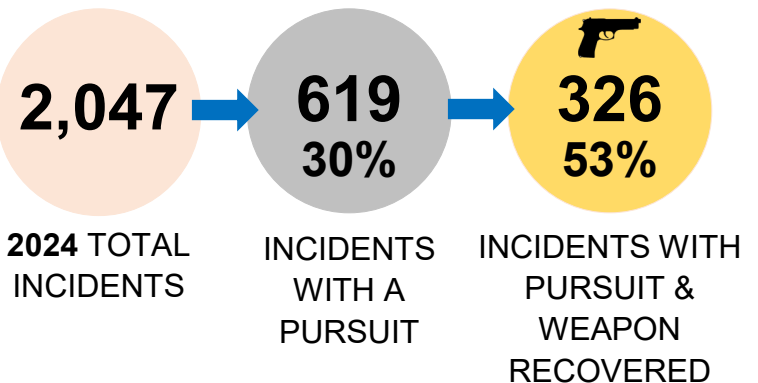 2,047
2024 TOTAL
INCIDENTS
619
30%
INCIDENTS
WITH A
PURSUIT
326
53%
INCIDENTS WITH
PURSUIT &
WEAPON
RECOVERED